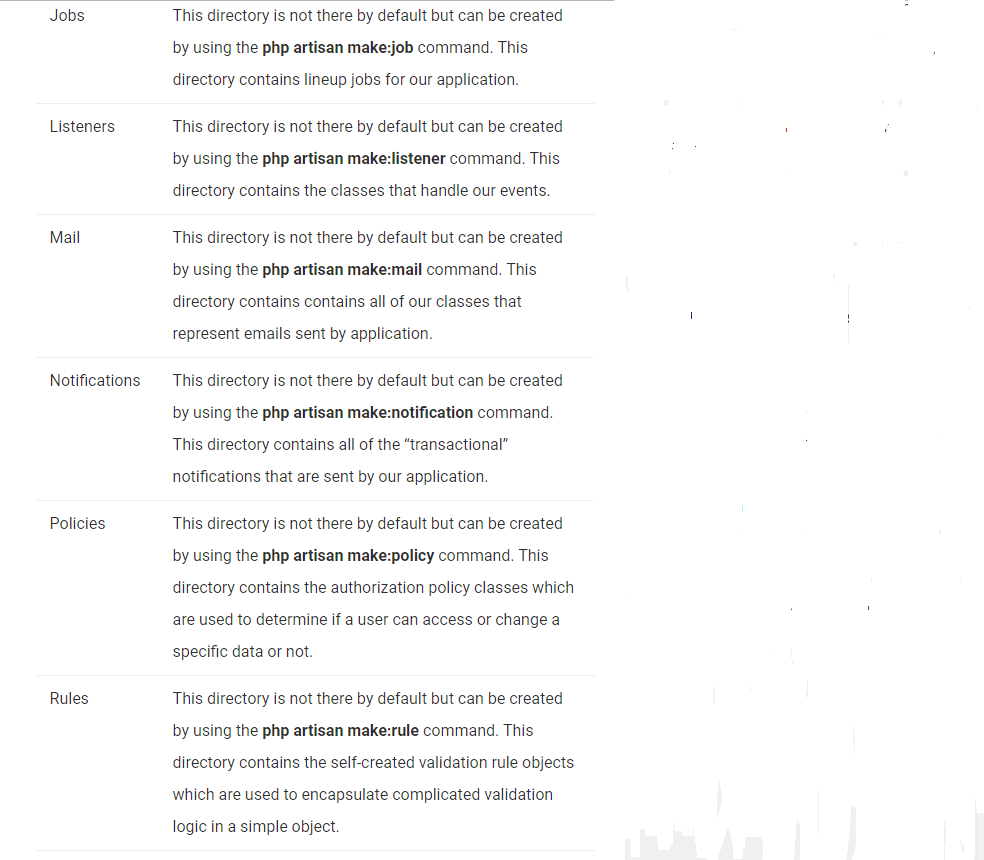 Jobs
This directory is not there by default but can be created
by using the php artisan make:job command. This
directory contains lineup jobs for our application.
Listeners
This directory is not there by default but can be created
by using the php artisan make:listener command. This
directory contains the classes that handle our events.
Mail
This directory is not there by default but can be created
by using the php artisan make:mail command. This
directory contains contains all of our classes that
represent emails sent by application.
Notifications
This directory is not there by default but can be created
by using the php artisan make:notification command.
This directory contains all of the “transactional”
notifications that are sent by our application.
Policies
This directory is not there by default but can be created
by using the php artisan make:policy command. This
directory contains the authorization policy classes which
are used to determine if a user can access or change a
specific data or not.
Rules
This directory is not there by default but can be created
by using the php artisan make:rule command. This
directory contains the self-created validation rule objects
which are used to encapsulate complicated validation
logic in a simple object.